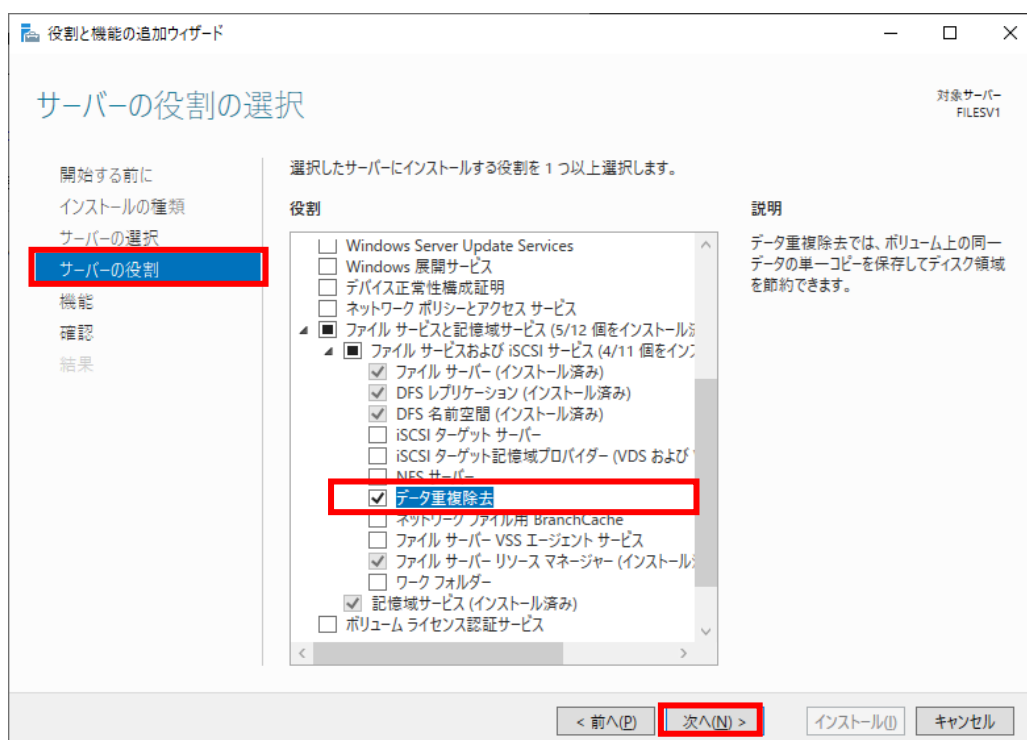 役割と機能の追加ウィザード
サーバーの役割の選択
対象サーバー
FILESV1
開始する前に
インストールの種類
サーバーの選択
サーバーの役割
機能
確認
結果
選択したサーバーにインストールする役割を 1 つ以上選択します。
役割
Windows Server Update Services
Windows 展開サービス
デバイス正常性構成証明
ネットワーク ポリシーとアクセス サービス
ファイル サービスと記憶域サービス (5/12 個をインストール済
ファイル サービスおよび iSCSI サービス (4/11 個をインス
ファイル サーバー (インストール済み)
DFS レプリケーション (インストール済み)
DFS 名前空間 (インストール済み)
iSCSI ターゲット サーバー
iSCSI ターゲット記憶域プロバイダー (VDS および
NFS サーバー
データ重複除去
ネットワーク ファイル用 BranchCache
ファイル サーバー VSS エージェント サービス
ファイル サーバー リソース マネージャー (インストール
ワーク フォルダー
記憶域サービス (インストール済み)
ボリューム ライセンス認証サービス
説明
データ重複除去では、ボリューム上の同一
データの単一コピーを保存してディスク領域
を節約できます。
< 前へ(P)
次へ(N) >
インストール(I)
キャンセル